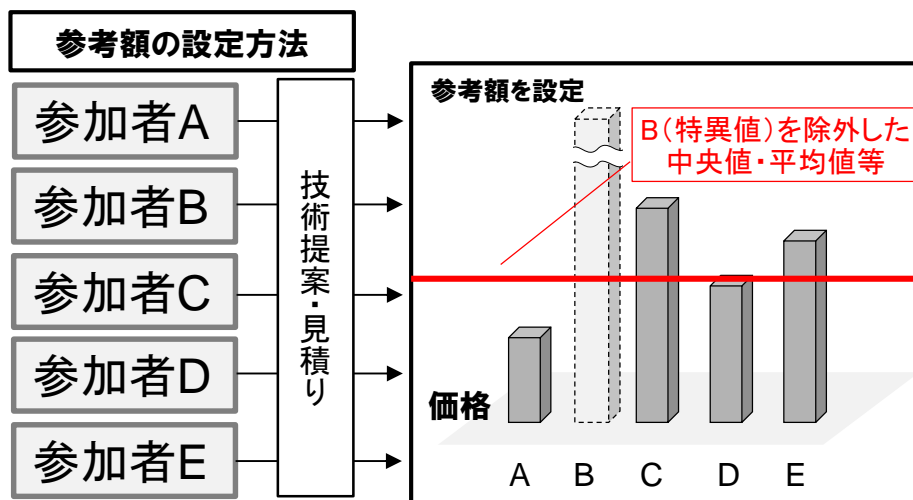 参考額の設定方法
参加者A
参加者B
参加者C
参加者D
参加者E
技術提案・見積り
参考額を設定
B(特異値)を除外した
中央値・平均値等
価格
A B C D E